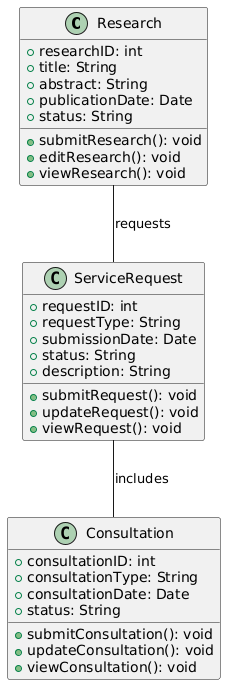 C Research
researchID: int
title: String
abstract: String
publicationDate: Date
status: String
submitResearch(): void
editResearch(): void
viewResearch(): void
requests
C ServiceRequest
requestID: int
requestType: String
submissionDate: Date
status: String
description: String
submitRequest(): void
updateRequest(): void
viewRequest(): void
includes
C Consultation
consultationID: int
consultationType: String
consultationDate: Date
status: String
submitConsultation(): void
updateConsultation(): void
viewConsultation(): void